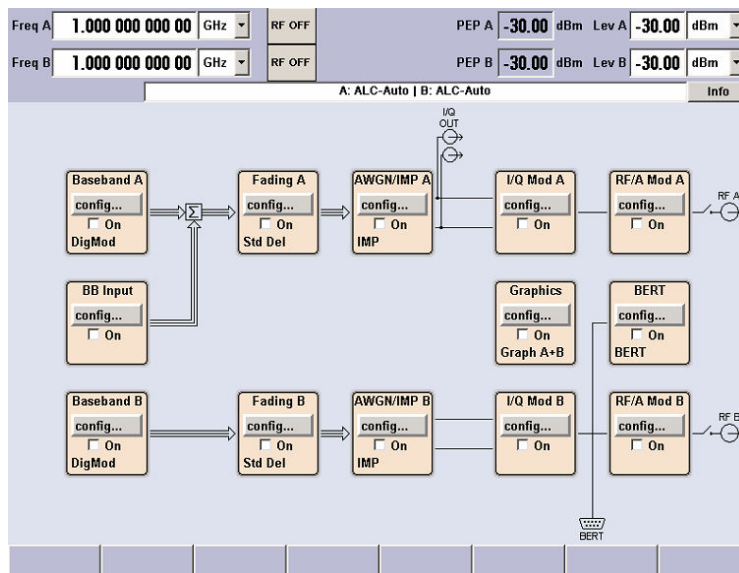 Freq A 1.000 000 000 00 GHz RF OFF PEP A -30.00 dBm Lev A -30.00 dBm
Freq B 1.000 000 000 00 GHz RF OFF PEP B -30.00 dBm Lev B -30.00 dBm
A: ALC-Auto | B: ALC-Auto Info
I/Q
OUT
Baseband A Fading A AWGN/IMP A I/Q Mod A RF/A Mod A
config... config... config... config... config... RF A
On Σ On On On On
DigMod Std Del IMP
BB Input Graphics BERT
config... config... config...
On On On
Graph A+B BERT
Baseband B Fading B AWGN/IMP B I/Q Mod B RF/A Mod B
config... config... config... config... config... RF B
On On On On On
DigMod Std Del IMP
BERT